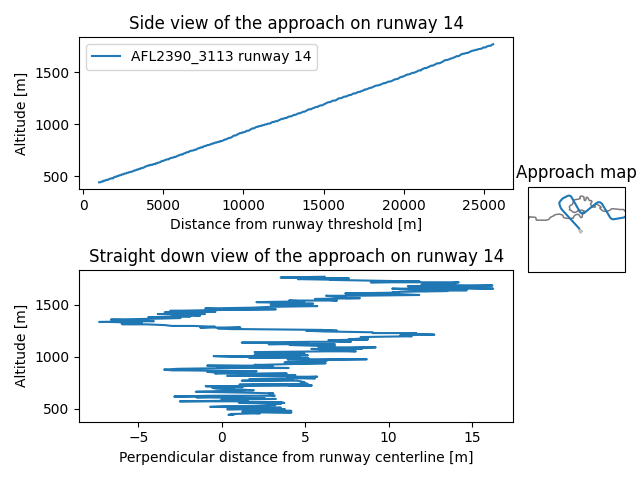 Side view of the approach on runway 14
AFL2390_3113 runway 14
Altitude [m]
1500
1000
500
0
5000
10000
15000
20000
25000
Distance from runway threshold [m]
Approach map
Straight down view of the approach on runway 14
Altitude [m]
1500
1000
500
−5
0
5
10
15
Perpendicular distance from runway centerline [m]